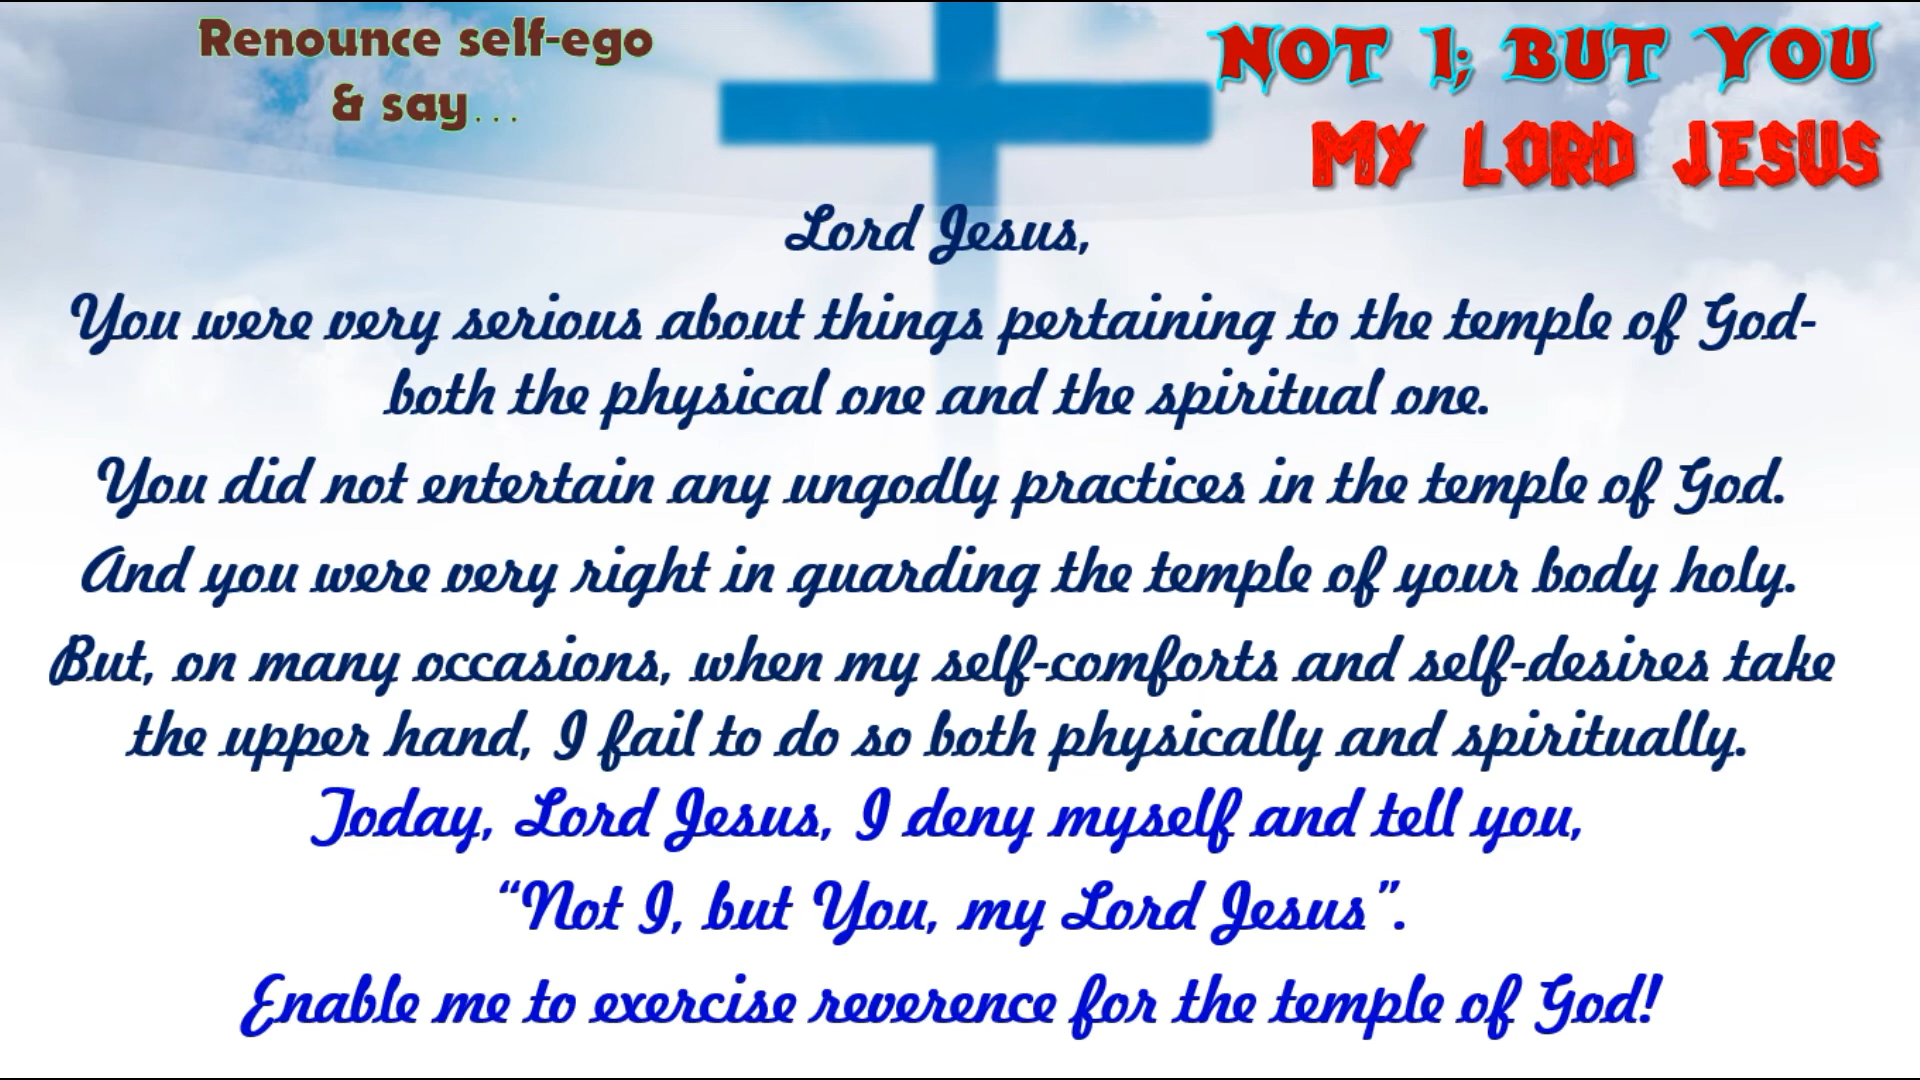 Renounce self-ego
& say...
NOT I; BUT YOU
MY LORD JESUS
Lord Jesus,
You were very serious about things pertaining to the temple of God-
both the physical one and the spiritual one.
You did not entertain any ungodly practices in the temple of God.
And you were very right in guarding the temple of your body holy.
But, on many occasions, when my self-comforts and self-desires take
the upper hand, I fail to do so both physically and spiritually.
Today, Lord Jesus, I deny myself and tell you,
“Not I, but You, my Lord Jesus”.
Enable me to exercise reverence for the temple of God!